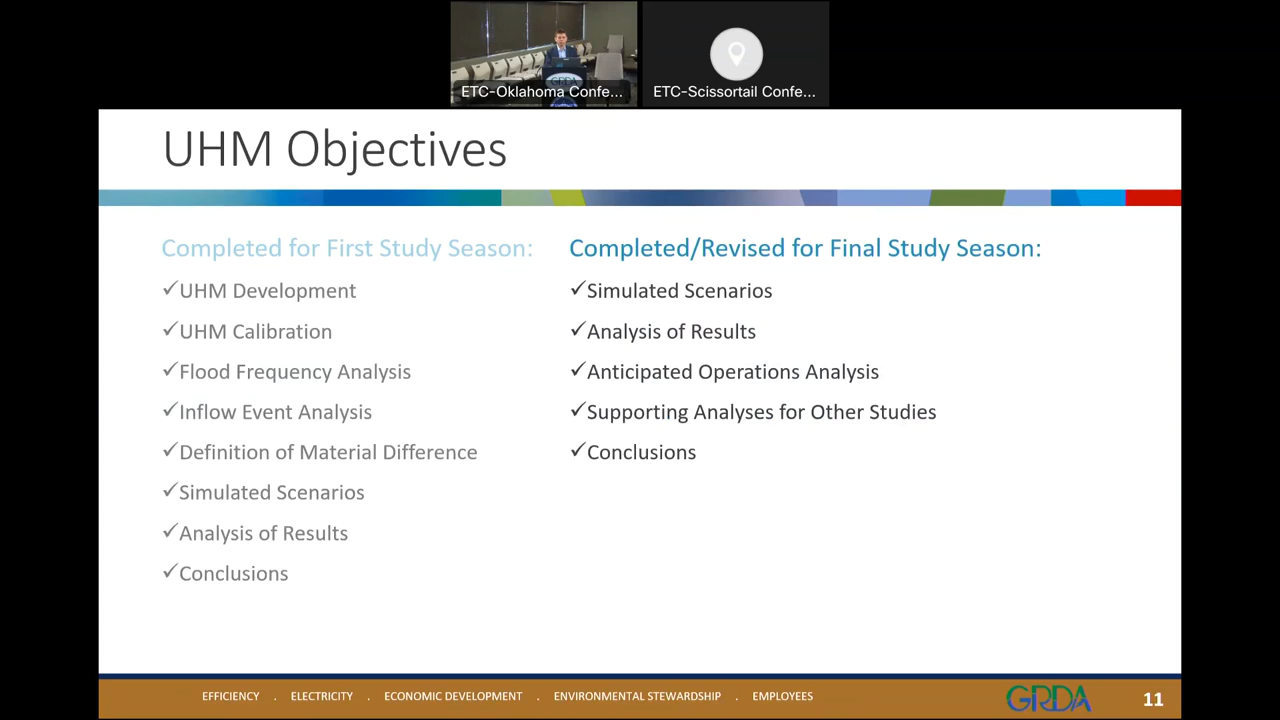 GRDA
ETC-Oklahoma Confe...
ETC-Scissortail Confe...
UHM Objectives
Completed for First Study Season:
✓UHM Development
✓UHM Calibration
✓Flood Frequency Analysis
✓Inflow Event Analysis
✓Definition of Material Difference
✓Simulated Scenarios
✓Analysis of Results
✓Conclusions
Completed/Revised for Final Study Season:
✓Simulated Scenarios
✓Analysis of Results
✓Anticipated Operations Analysis
✓Supporting Analyses for Other Studies
✓Conclusions
EFFICIENCY . ELECTRICITY . ECONOMIC DEVELOPMENT . ENVIRONMENTAL STEWARDSHIP . EMPLOYEES
GRDA
11